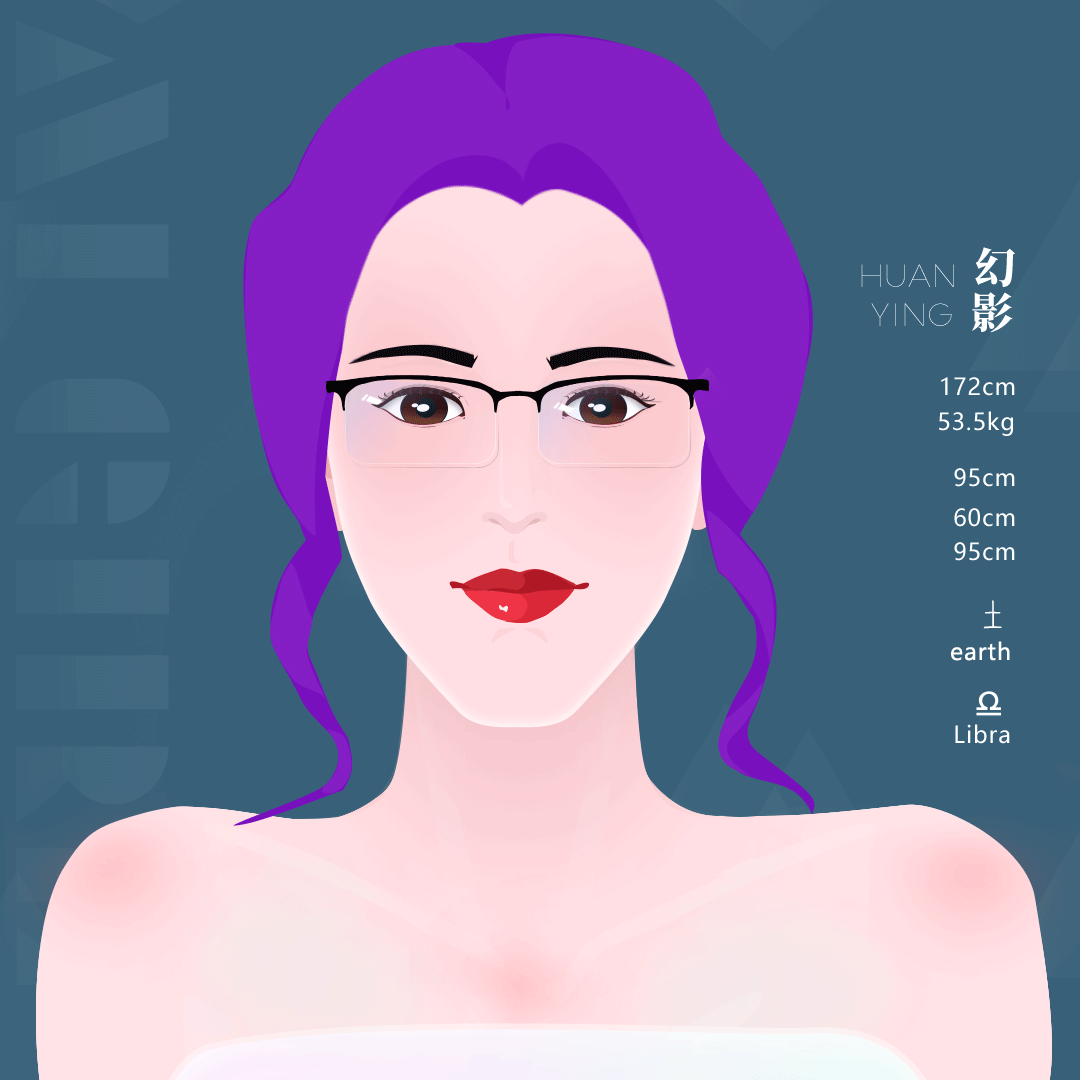 HUAN
YING
幻
影
172cm
53.5kg
95cm
60cm
95cm
土
earth
Libra